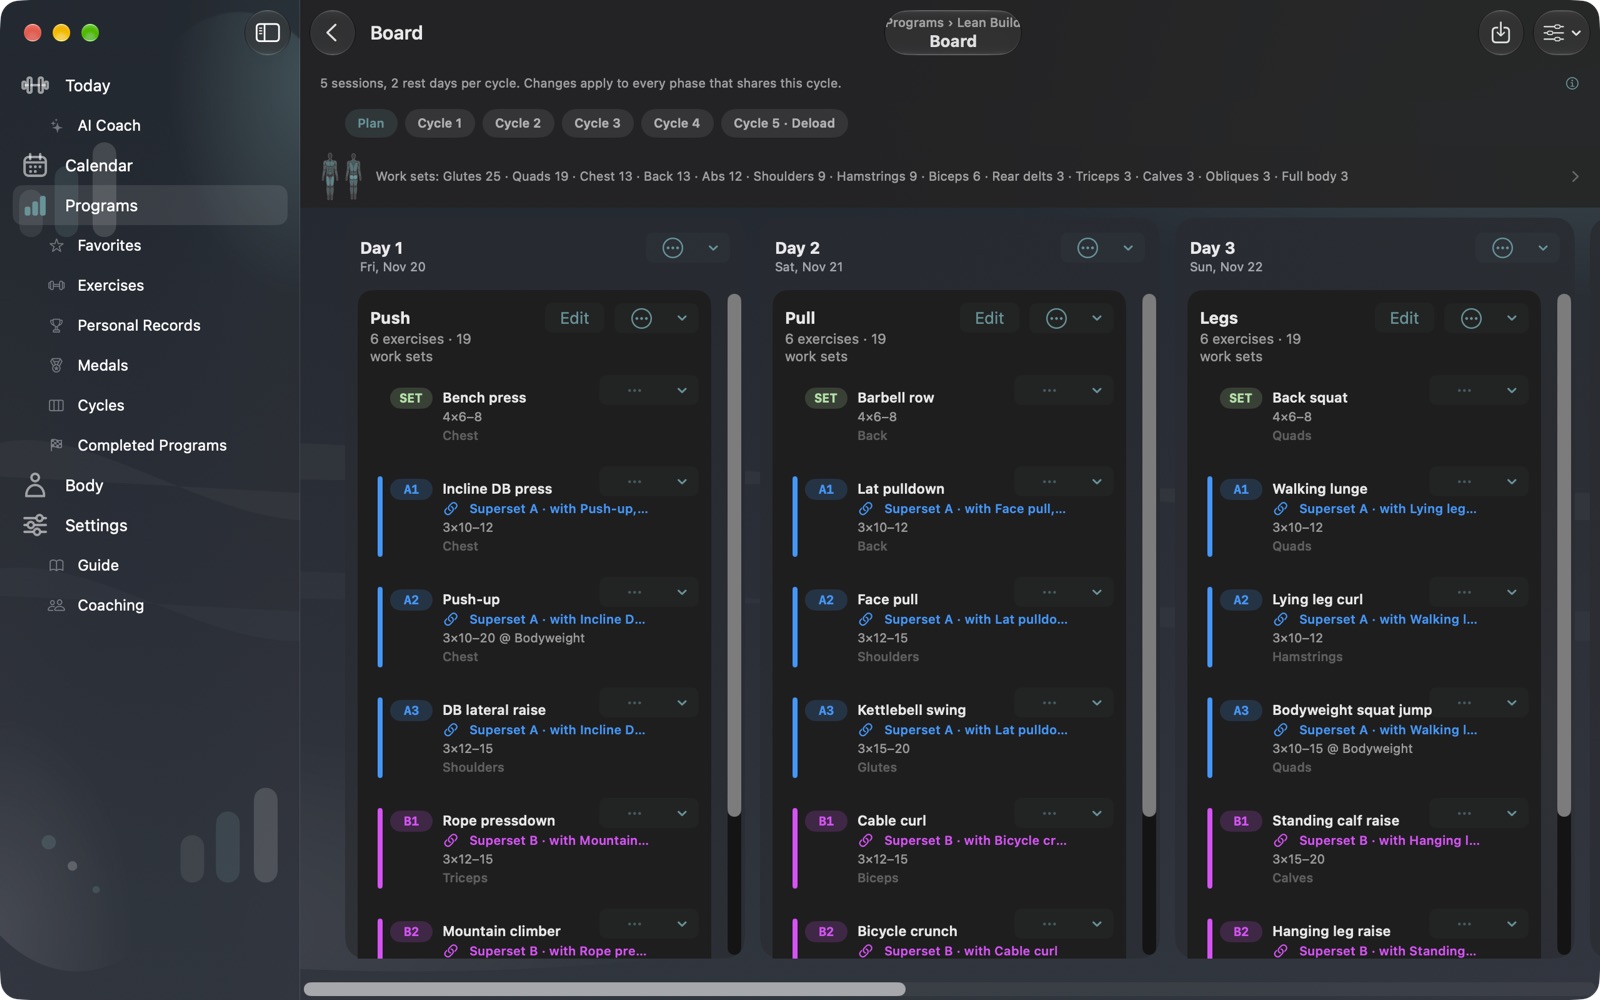 Today
AI Coach
Calendar
Programs
Favorites
Exercises
Personal Records
Medals
Cycles
Completed Programs
Body
Settings
Guide
Coaching
Board
Programs › Lean Build
Board
5 sessions, 2 rest days per cycle. Changes apply to every phase that shares this cycle.
Plan
Cycle 1
Cycle 2
Cycle 3
Cycle 4
Cycle 5 · Deload
Work sets: Glutes 25 · Quads 19 · Chest 13 · Back 13 · Abs 12 · Shoulders 9 · Hamstrings 9 · Biceps 6 · Rear delts 3 · Triceps 3 · Calves 3 · Obliques 3 · Full body 3
Day 1
Fri, Nov 20
Push
Edit
6 exercises · 19
work sets
SET Bench press
4×6–8
Chest
A1 Incline DB press
Superset A · with Push-up,...
3×10–12
Chest
A2 Push-up
Superset A · with Incline D...
3×10–20 @ Bodyweight
Chest
A3 DB lateral raise
Superset A · with Incline D...
3×12–15
Shoulders
B1 Rope pressdown
Superset B · with Mountain...
3×12–15
Triceps
B2 Mountain climber
Superset B · with Rope pre...
Day 2
Sat, Nov 21
Pull
Edit
6 exercises · 19
work sets
SET Barbell row
4×6–8
Back
A1 Lat pulldown
Superset A · with Face pull,...
3×10–12
Back
A2 Face pull
Superset A · with Lat pulldo...
3×12–15
Shoulders
A3 Kettlebell swing
Superset A · with Lat pulldo...
3×15–20
Glutes
B1 Cable curl
Superset B · with Bicycle cr...
3×12–15
Biceps
B2 Bicycle crunch
Superset B · with Cable curl
Day 3
Sun, Nov 22
Legs
Edit
6 exercises · 19
work sets
SET Back squat
4×6–8
Quads
A1 Walking lunge
Superset A · with Lying leg...
3×10–12
Quads
A2 Lying leg curl
Superset A · with Walking l...
3×10–12
Hamstrings
A3 Bodyweight squat jump
Superset A · with Walking l...
3×10–15 @ Bodyweight
Quads
B1 Standing calf raise
Superset B · with Hanging l...
3×15–20
Calves
B2 Hanging leg raise
Superset B · with Standing...